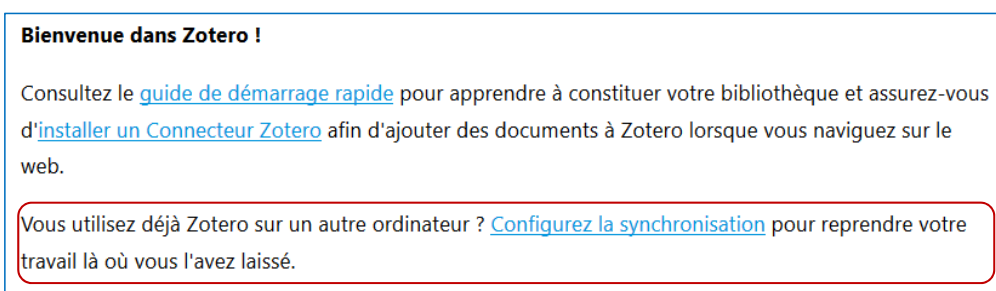 Bienvenue dans Zotero !
Consultez le guide de démarrage rapide pour apprendre à constituer votre bibliothèque et assurez-vous
d'installer un Connecteur Zotero afin d'ajouter des documents à Zotero lorsque vous naviguez sur le
web.
Vous utilisez déjà Zotero sur un autre ordinateur ? Configurez la synchronisation pour reprendre votre
travail là où vous l'avez laissé.